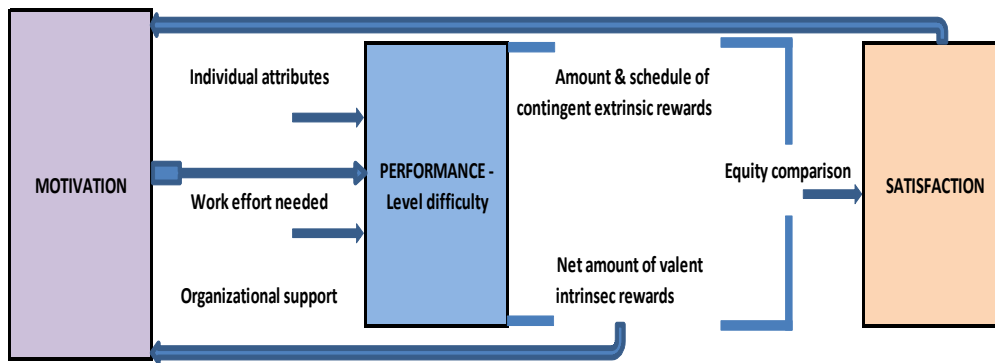 MOTIVATION
Individual attributes
Work effort needed
Organizational support
PERFORMANCE -
Level difficulty
Amount & schedule of
contingent extrinsic rewards
Net amount of valent
intrinsec rewards
Equity comparison
SATISFACTION